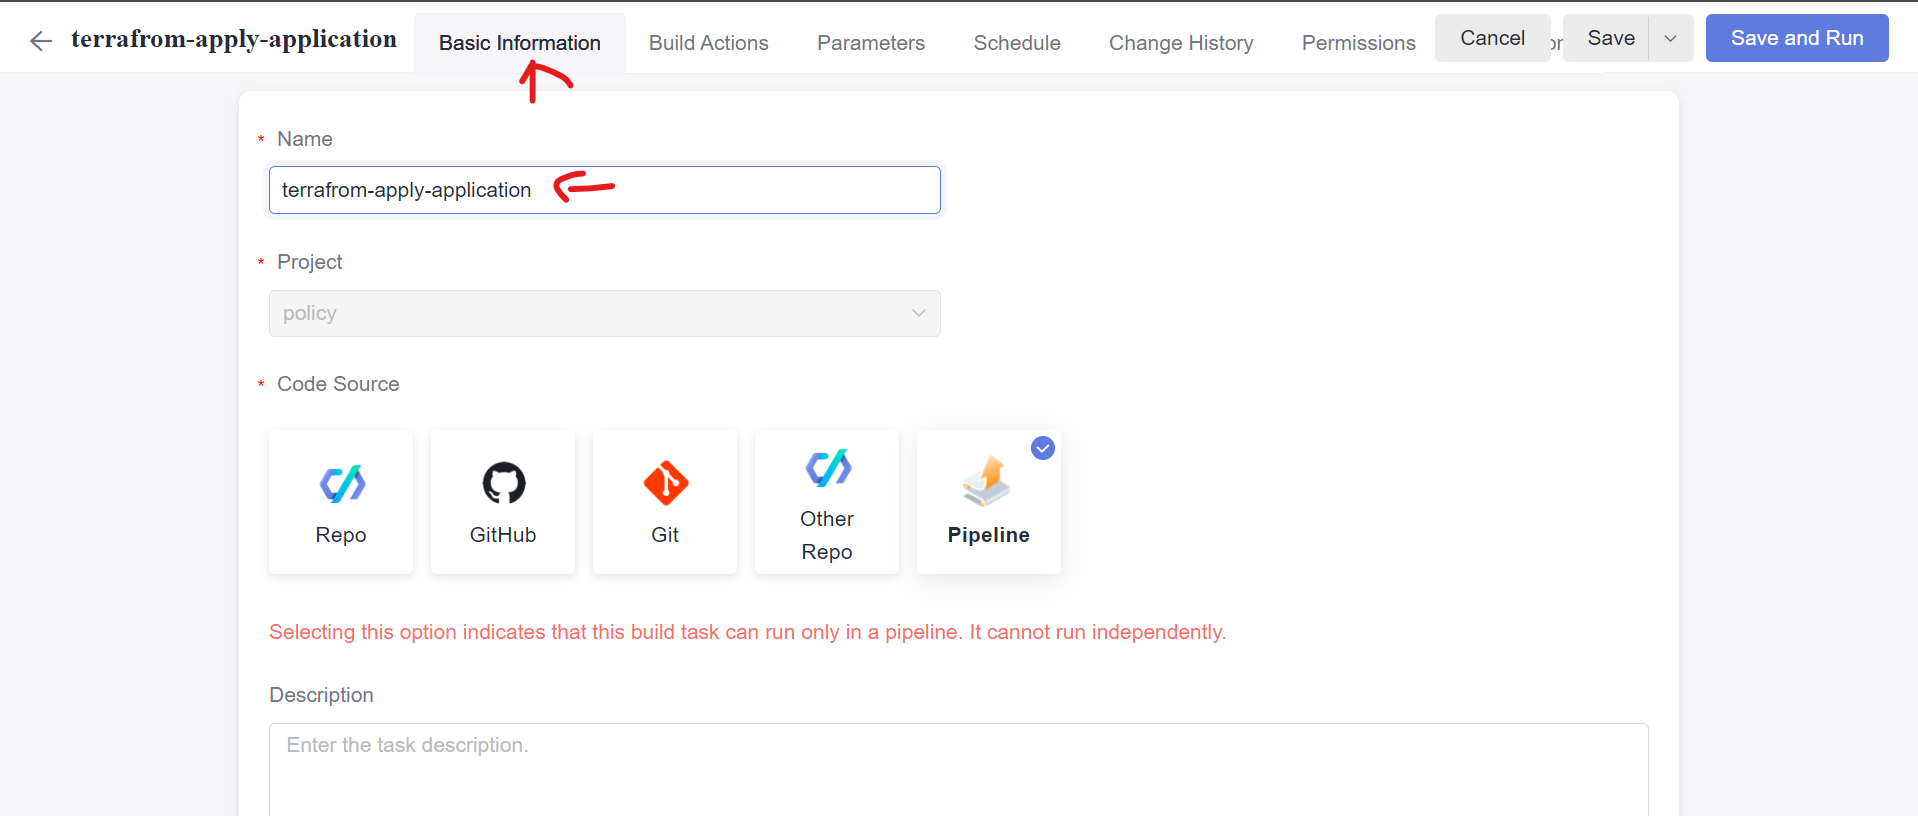 terrafrom-apply-application
Basic Information
Build Actions
Parameters
Schedule
Change History
Permissions
Cancel
Save
Save and Run
* Name
terrafrom-apply-application
* Project
policy
* Code Source
Repo
GitHub
Git
Other
Repo
Pipeline
Selecting this option indicates that this build task can run only in a pipeline. It cannot run independently.
Description
Enter the task description.